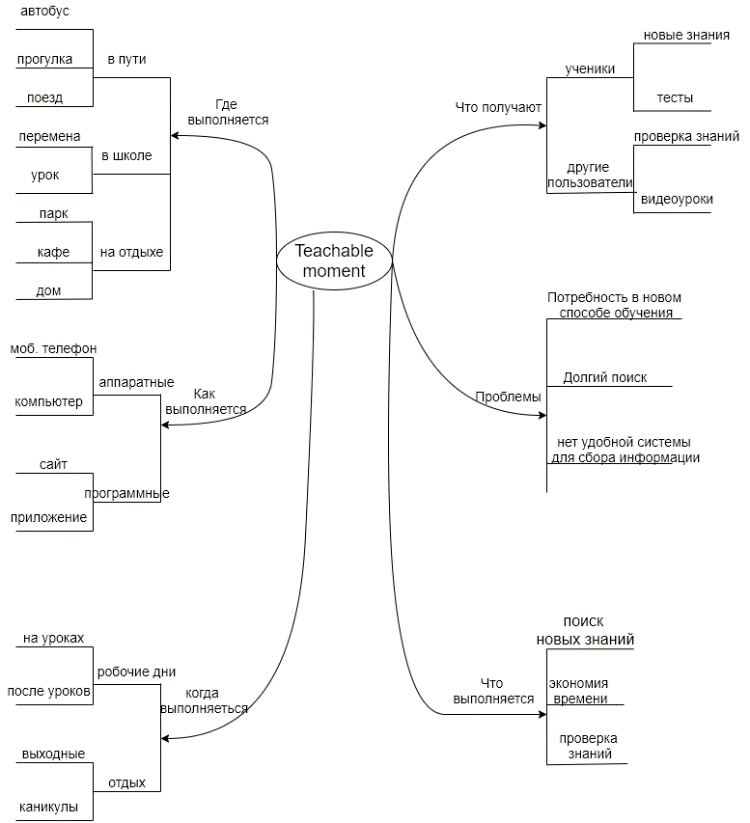 Teachable
moment
Где
выполняется
в пути
автобус
прогулка
поезд
в школе
перемена
урок
на отдыхе
парк
кафе
дом
Как
выполняется
аппаратные
моб. телефон
компьютер
программные
сайт
приложение
когда
выполняеться
робочие дни
на уроках
после уроков
отдых
выходные
каникулы
Что получают
ученики
новые знания
тесты
другие
пользователи
проверка знаний
видеоуроки
Проблемы
Потребность в новом
способе обучения
Долгий поиск
нет удобной системы
для сбора информации
Что
выполняется
поиск
новых знаний
экономия
времени
проверка
знаний